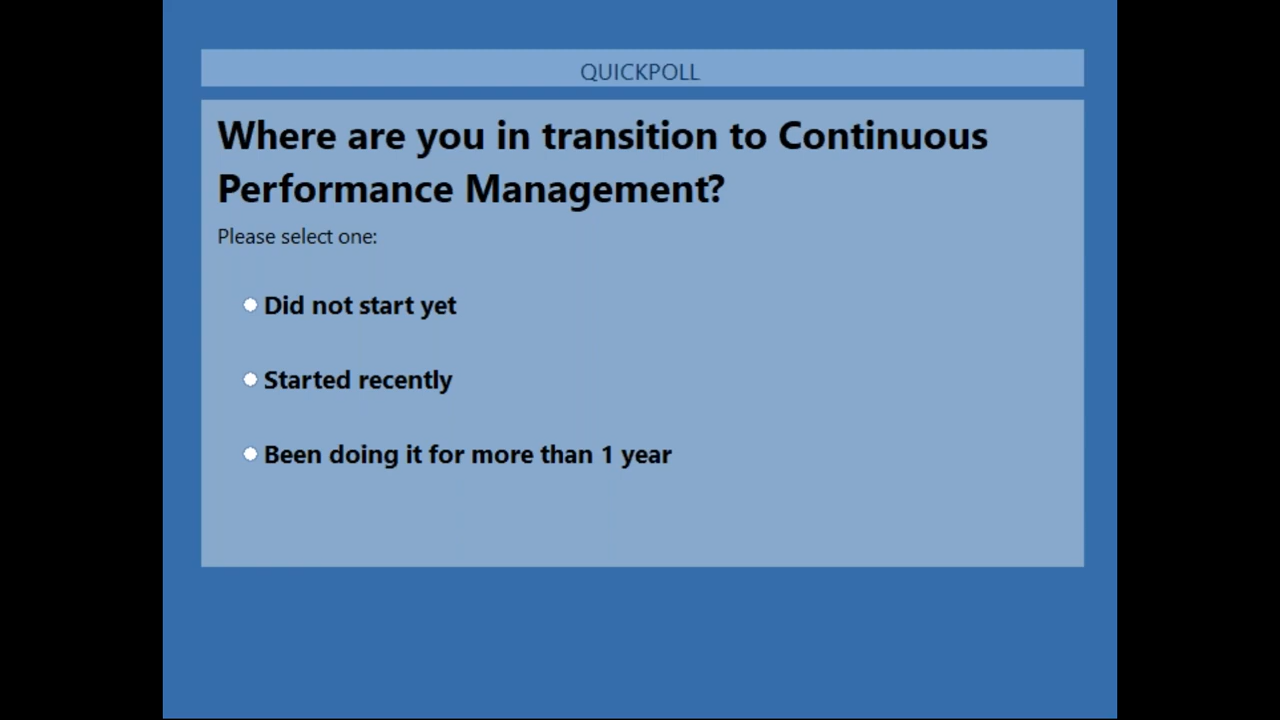 QUICKPOLL
Where are you in transition to Continuous
Performance Management?
Please select one:
Did not start yet
Started recently
Been doing it for more than 1 year